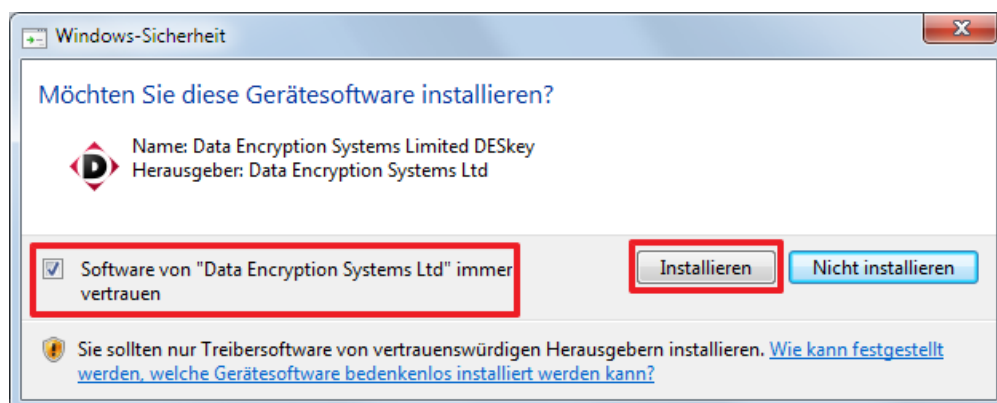 Windows-Sicherheit
Möchten Sie diese Gerätesoftware installieren?
Name: Data Encryption Systems Limited DESkey
Herausgeber: Data Encryption Systems Ltd
Software von "Data Encryption Systems Ltd" immer
vertrauen
Installieren
Nicht installieren
Sie sollten nur Treibersoftware von vertrauenswürdigen Herausgebern installieren. Wie kann festgestellt
werden, welche Gerätesoftware bedenkenlos installiert werden kann?